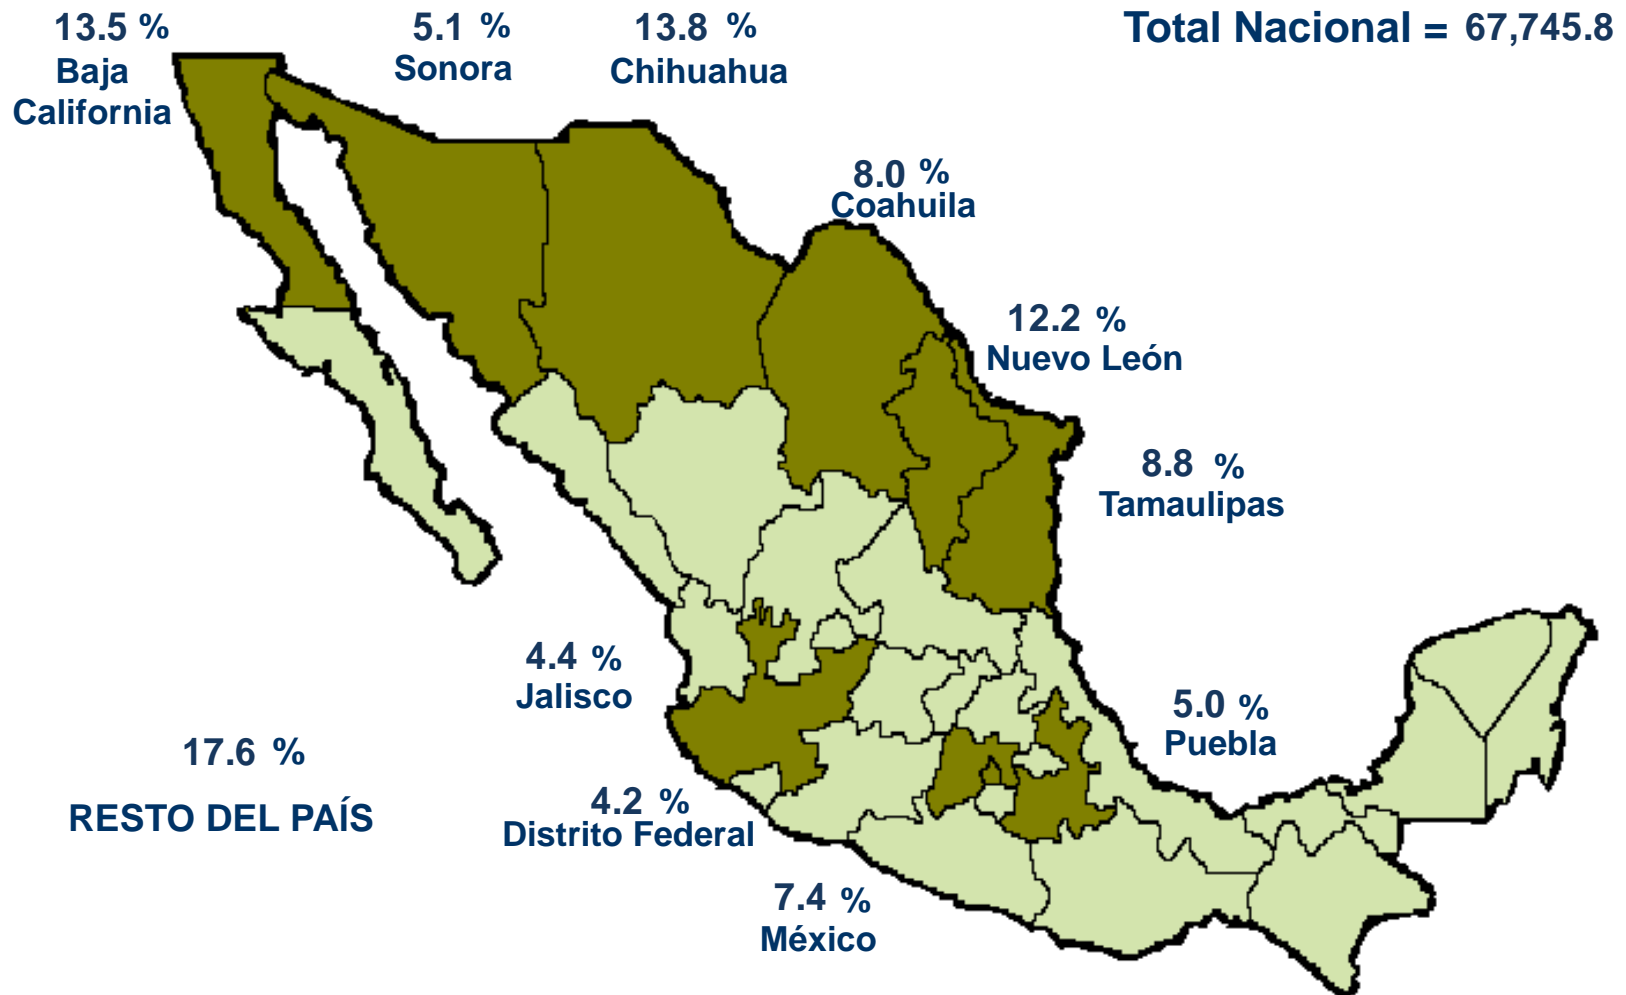 13.5 %
Baja
California
5.1 %
Sonora
13.8 %
Chihuahua
Total Nacional = 67,745.8
8.0 %
Coahuila
12.2 %
Nuevo León
8.8 %
Tamaulipas
4.4 %
Jalisco
5.0 %
Puebla
17.6 %
RESTO DEL PAÍS
4.2 %
Distrito Federal
7.4 %
México